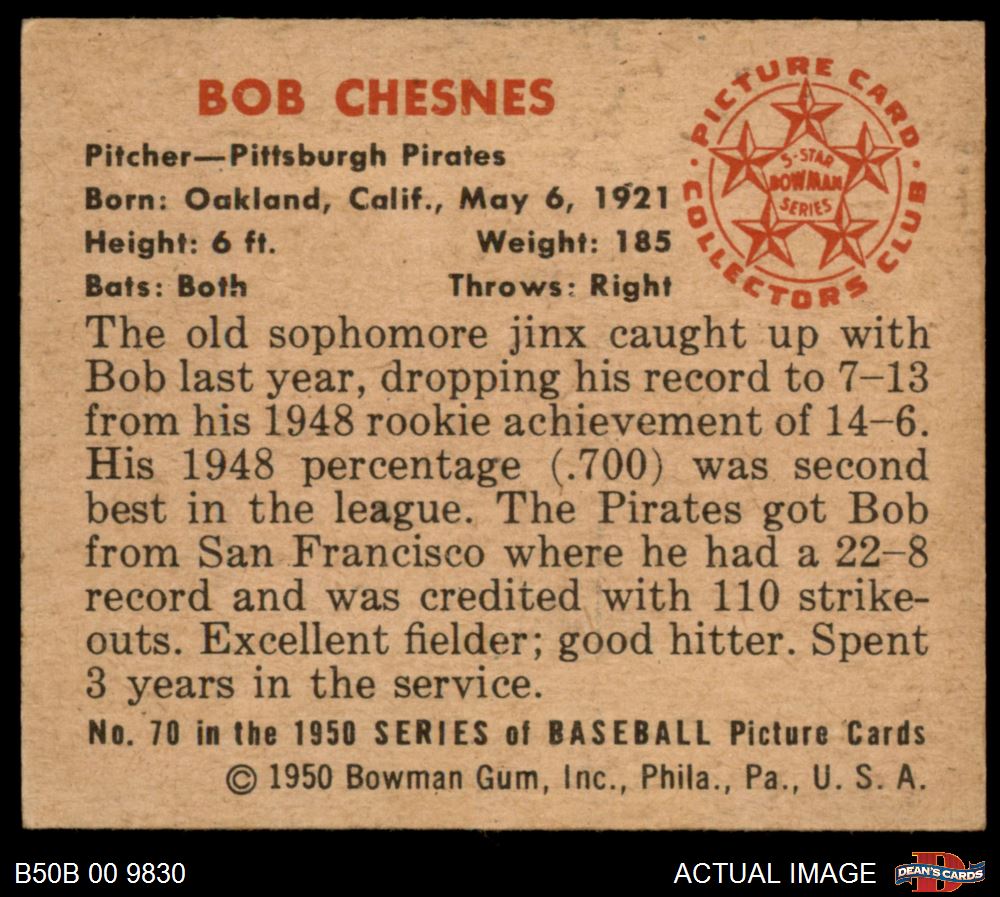 BOB CHESNES
Pitcher—Pittsburgh Pirates
Born: Oakland, Calif., May 6, 1921
Height: 6 ft. Weight: 185
Bats: Both Throws: Right
PICTURE CARD
COLLECTORS CLUB
5-STAR
BOWMAN
SERIES
The old sophomore jinx caught up with
Bob last year, dropping his record to 7–13
from his 1948 rookie achievement of 14–6.
His 1948 percentage (.700) was second
best in the league. The Pirates got Bob
from San Francisco where he had a 22–8
record and was credited with 110 strike-
outs. Excellent fielder; good hitter. Spent
3 years in the service.
No. 70 in the 1950 SERIES of BASEBALL Picture Cards
© 1950 Bowman Gum, Inc., Phila., Pa., U. S. A.
B50B 00 9830 ACTUAL IMAGE
D
DEAN'S CARDS